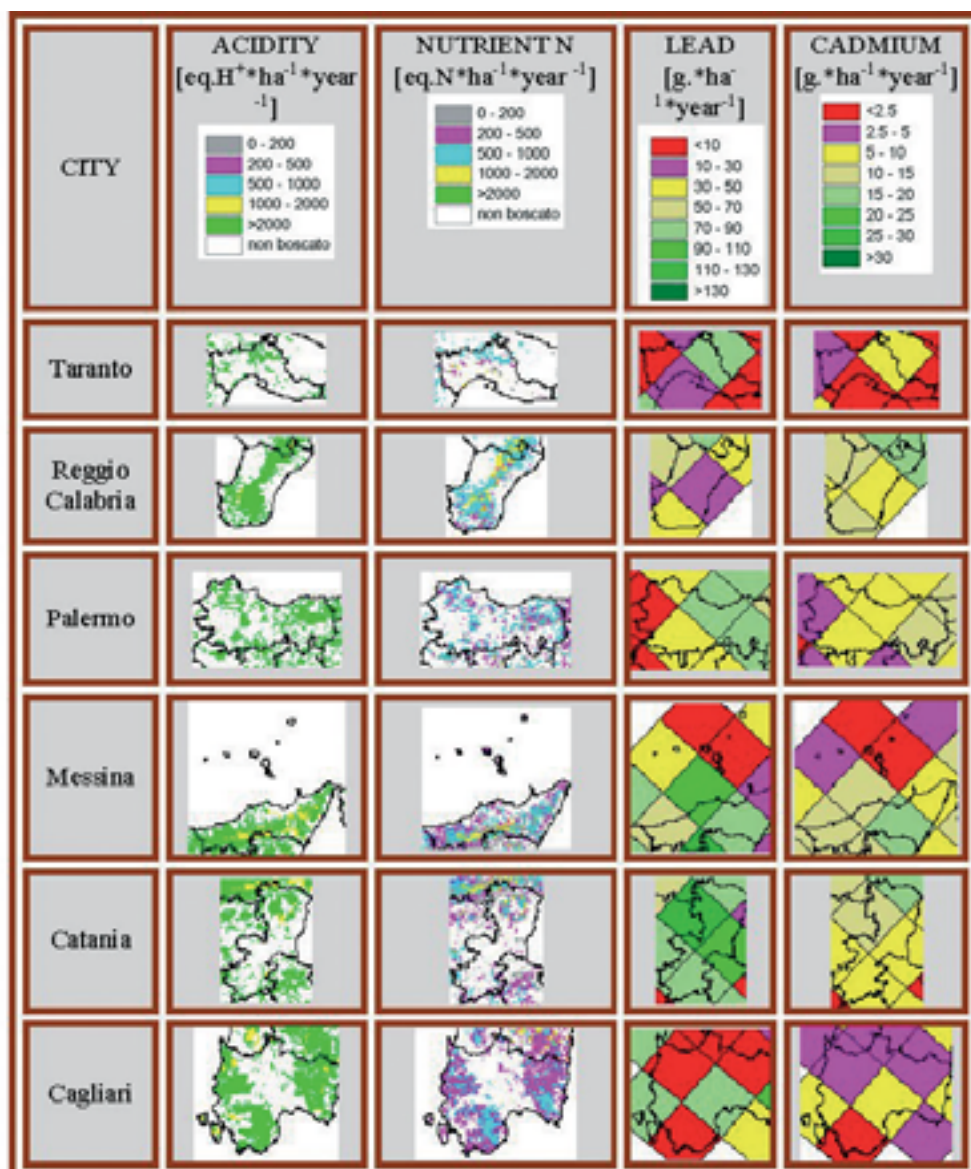 CITY
ACIDITY
[eq.H+*ha-1*year
-1]
0 - 200
200 - 500
500 - 1000
1000 - 2000
>2000
non boscato
NUTRIENT N
[eq.N*ha-1*year -1]
0 - 200
200 - 500
500 - 1000
1000 - 2000
>2000
non boscato
LEAD
[g.*ha-
1*year-1]
<10
10 - 30
30 - 50
50 - 70
70 - 90
90 - 110
110 - 130
>130
CADMIUM
[g.*ha-1*year-1]
<2.5
2.5 - 5
5 - 10
10 - 15
15 - 20
20 - 25
25 - 30
>30
Taranto
Reggio
Calabria
Palermo
Messina
Catania
Cagliari